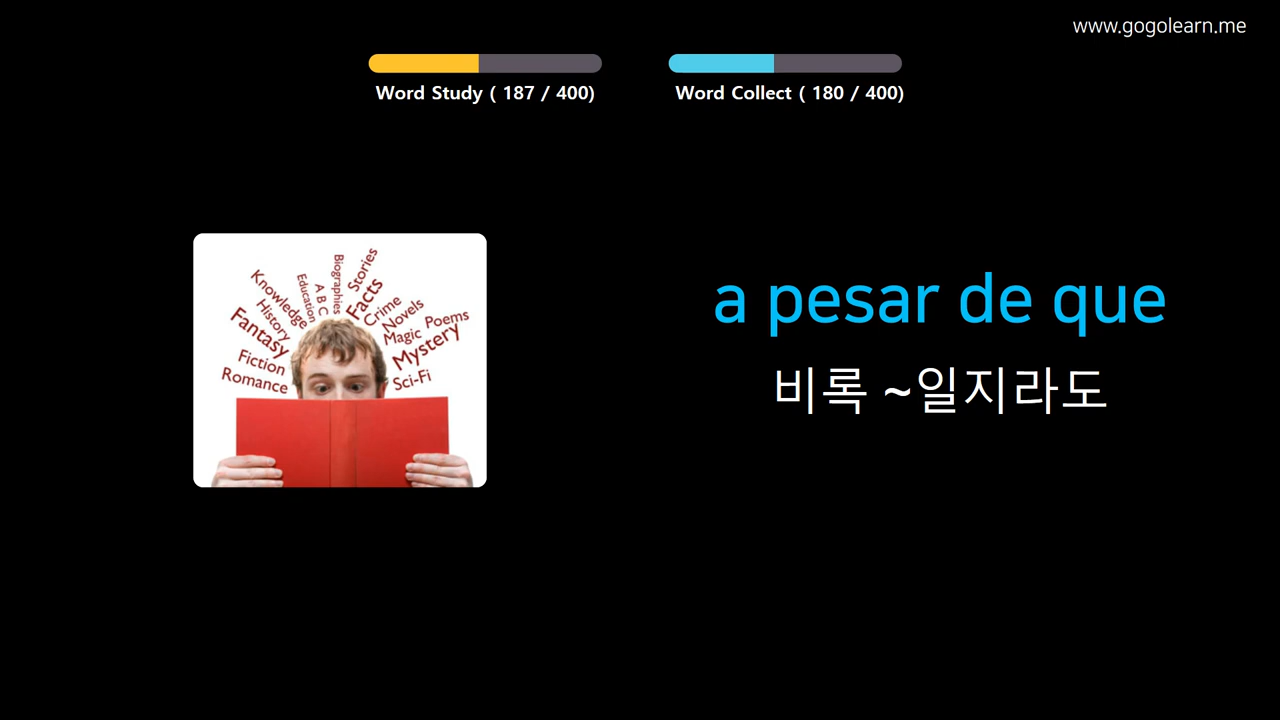 www.gogolearn.me
Word Study ( 187 / 400)
Word Collect ( 180 / 400)
a pesar de que
비록 ~일지라도
Knowledge
History
Fantasy
Fiction
Romance
Education
A B C
Biographies
Stories
Facts
Crime
Novels
Magic
Poems
Mystery
Sci-Fi